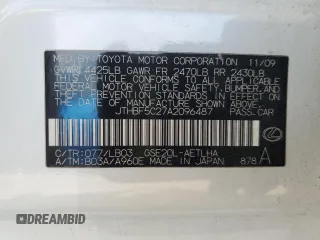 MFD. BY: TOYOTA MOTOR CORPORATION 11/09
GVWR 4425LB GAWR FR 2470LB RR 2430LB
THIS VEHICLE CONFORMS TO ALL APPLICABLE
FEDERAL MOTOR VEHICLE SAFETY, BUMPER, AND
THEFT PREVENTION STANDARDS IN EFFECT ON THE DATE
OF MANUFACTURE SHOWN ABOVE.
JTHBF5C27A2096487 PASS.CAR
C/TR:077/LB03 GSE20L-AETLHA
A/TM:B03A/A960E MADE IN JAPAN 878 A